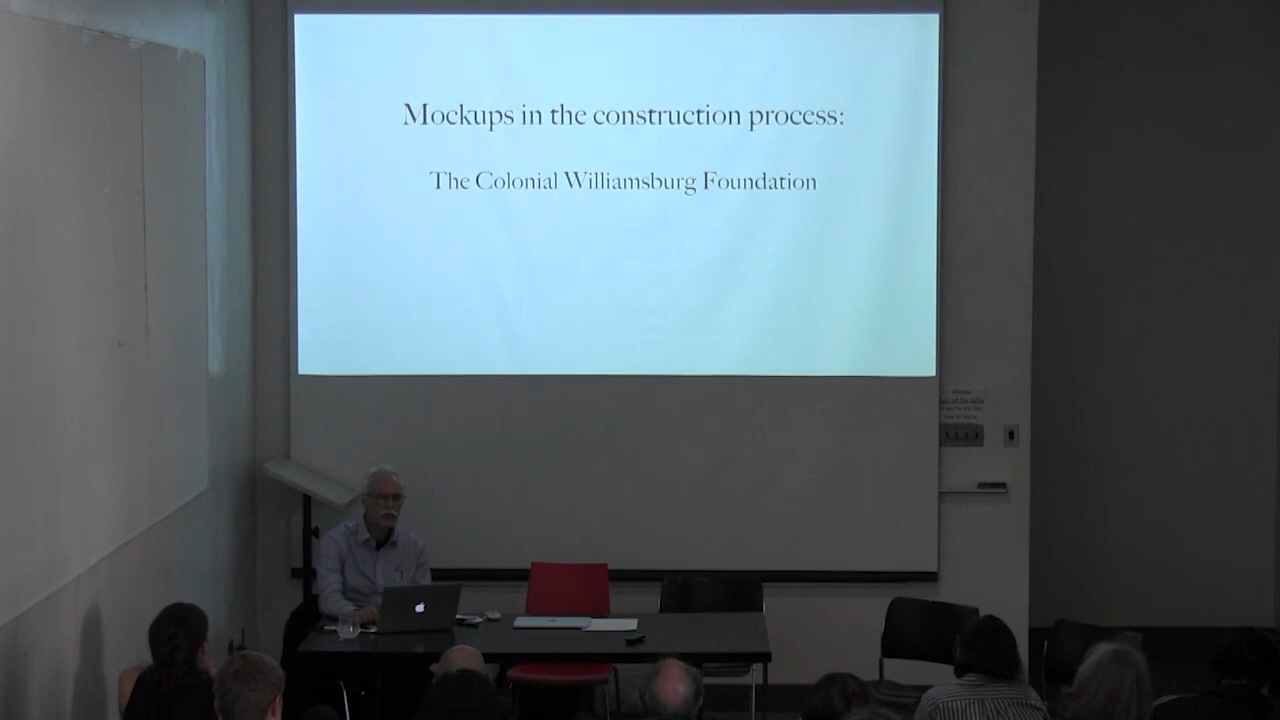 Mockups in the construction process:
The Colonial Williamsburg Foundation